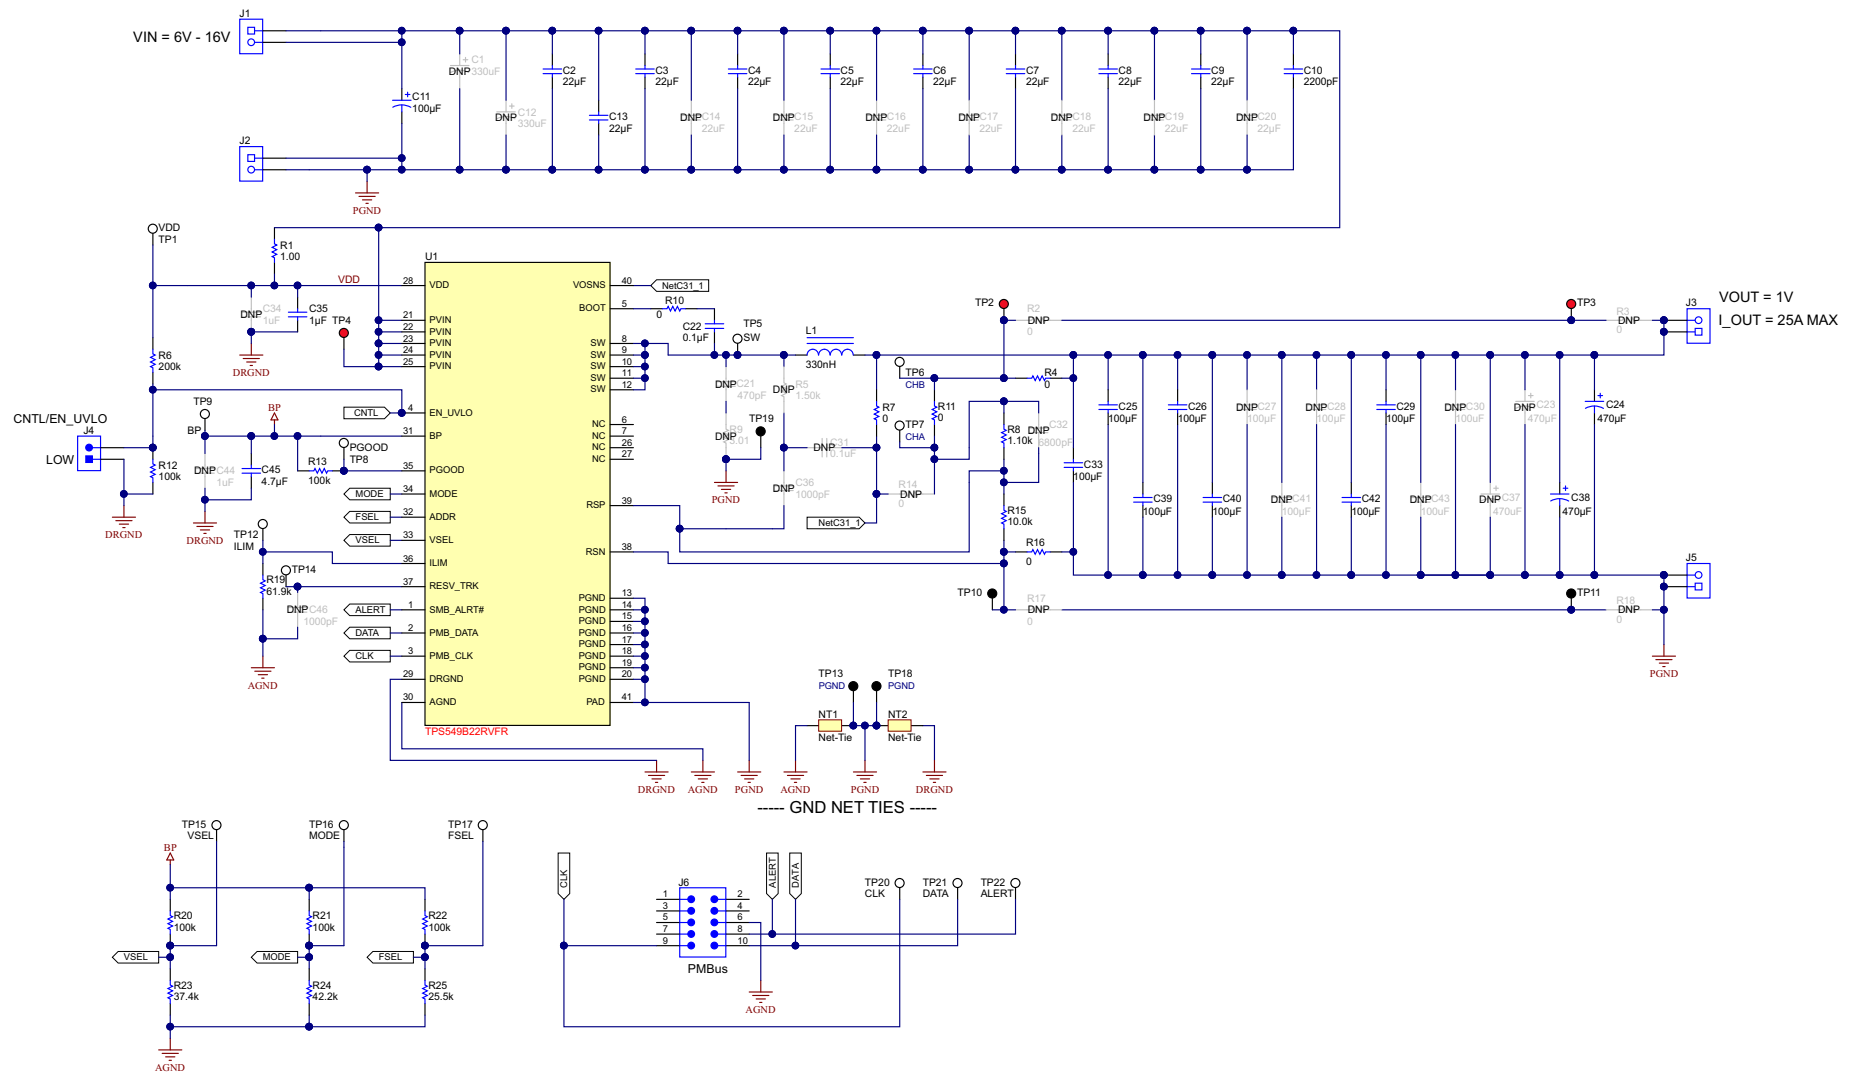 J1
VIN = 6V - 16V
C11
100µF
DNP
C1
330uF
DNP
C12
330uF
C2
22µF
C13
22µF
C3
22µF
DNP
C14
22uF
C4
22µF
DNP
C15
22uF
C5
22µF
DNP
C16
22uF
C6
22µF
DNP
C17
22uF
C7
22µF
DNP
C18
22uF
C8
22µF
DNP
C19
22uF
C9
22µF
DNP
C20
22µF
C10
2200pF
J2
PGND
VDD
TP1
R1
1.00
VDD
DNP
C34
1uF
C35
1µF
TP4
DRGND
R6
200k
CNTL/EN_UVLO
J4
LOW
R12
100k
DRGND
TP9
BP
BP
DNP
C44
1uF
C45
4.7µF
DRGND
R13
100k
PGOOD
TP8
CNTL
MODE
FSEL
VSEL
TP12
ILIM
R19
61.9k
TP14
DNP
C46
1000pF
AGND
ALERT
DATA
CLK
U1
28 VDD
21 PVIN
22 PVIN
23 PVIN
24 PVIN
25 PVIN
4 EN_UVLO
31 BP
35 PGOOD
34 MODE
32 ADDR
33 VSEL
36 ILIM
37 RESV_TRK
1 SMB_ALRT#
2 PMB_DATA
3 PMB_CLK
29 DRGND
30 AGND
VOSNS 40
BOOT 5
SW 8
SW 9
SW 10
SW 11
SW 12
NC 6
NC 7
NC 26
NC 27
RSP 39
RSN 38
PGND 13
PGND 14
PGND 15
PGND 16
PGND 17
PGND 18
PGND 19
PGND 20
PAD 41
TPS549B22RVFR
NetC31_1
R10
0
C22
0.1µF
TP5
SW
L1
330nH
DNP
C21
470pF
DNP
R9
3.01
TP19
PGND
DNP
R5
1.50k
DNP
C31
0.1uF
DNP
C36
1000pF
NetC31_1
R7
0
TP6
CHB
R11
0
TP7
CHA
R14
DNP
0
TP2
R2
DNP
0
R4
0
R8
1.10k
DNP
C32
6800pF
R15
10.0k
R16
0
C33
100µF
TP10
R17
DNP
0
C25
100µF
C39
100µF
C26
100µF
C40
100µF
DNP
C27
100µF
DNP
C41
100µF
DNP
C28
100µF
C42
100µF
C29
100µF
DNP
C43
100uF
DNP
C30
100uF
DNP
C37
470uF
DNP
C23
470µF
C38
470µF
C24
470µF
TP3
R3
DNP
0
J3
VOUT = 1V
I_OUT = 25A MAX
J5
TP11
R18
DNP
0
PGND
DRGND
AGND
PGND
TP13
PGND
TP18
PGND
NT1
Net-Tie
NT2
Net-Tie
AGND
PGND
DRGND
----- GND NET TIES -----
TP15
VSEL
TP16
MODE
TP17
FSEL
BP
R20
100k
R21
100k
R22
100k
VSEL
MODE
FSEL
R23
37.4k
R24
42.2k
R25
25.5k
AGND
CLK
J6
1 2
3 4
5 6
7 8
9 10
PMBus
ALERT
DATA
AGND
TP20
CLK
TP21
DATA
TP22
ALERT